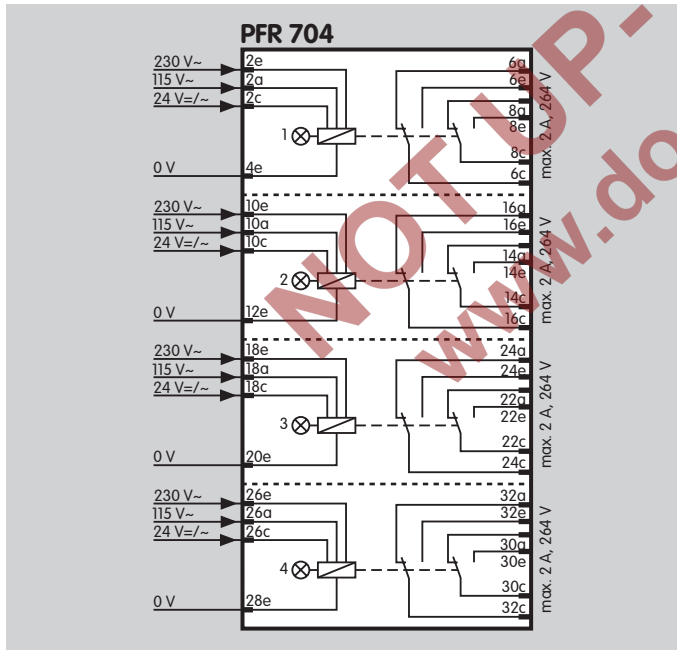 PFR 704
230 V~ 2e 6a
115 V~ 2a 6e
24 V=/~ 2c 8a
1 8e
8c
0 V 4e 6c
max. 2 A, 264 V
230 V~ 10e 16a
115 V~ 10a 16e
24 V=/~ 10c 14a
2 14e
14c
0 V 12e 16c
max. 2 A, 264 V
230 V~ 18e 24a
115 V~ 18a 24e
24 V=/~ 18c 22a
3 22e
22c
0 V 20e 24c
max. 2 A, 264 V
230 V~ 26e 32a
115 V~ 26a 32e
24 V=/~ 26c 30a
4 30e
30c
0 V 28e 32c
max. 2 A, 264 V
NOT UP-
www.do